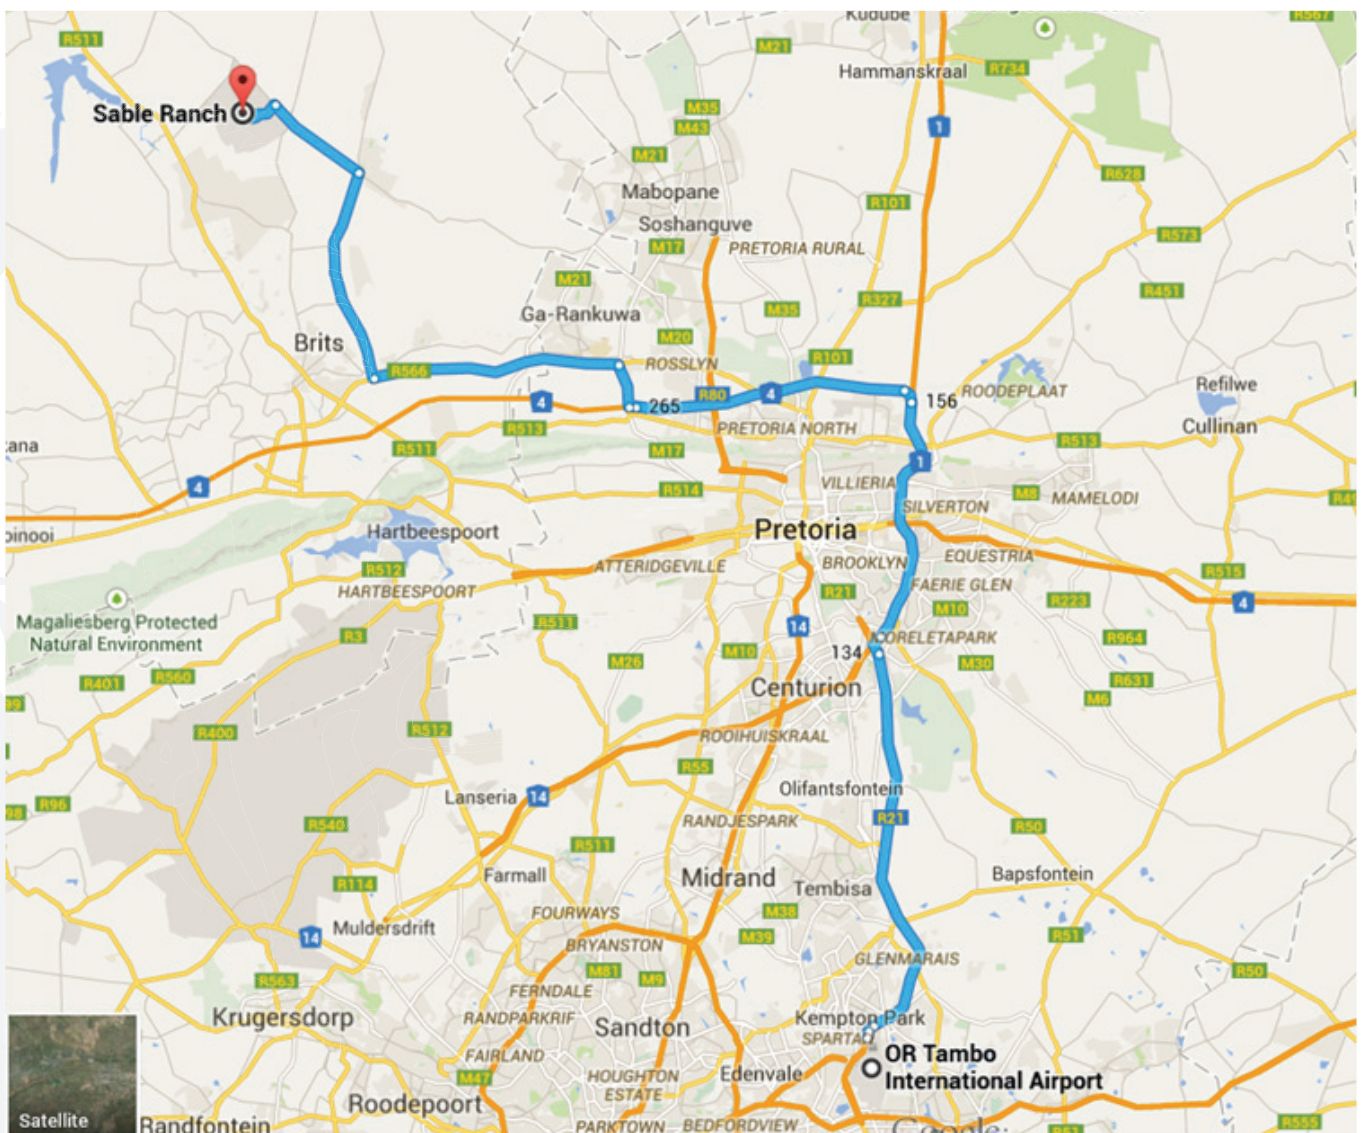 Kudube
R567
R511
M21
Hammanskraal
R734
Sable Ranch
M35
M43
1
M21
R628
Mabopane
R101
Soshanguve
M17
PRETORIA RURAL
R573
M21
R451
R327
M35
Ga-Rankuwa
M20
Brits
R101
ROSSLYN
R566
ROODEPLAAT
Refilwe
R80
4
4
156
265
Cullinan
PRETORIA NORTH
R513
R513
R511
M17
1
4
R514
VILLIERIA
M8
MAMELODI
SILVERTON
Pretoria
Hartbeespoort
EQUESTRIA
BROOKLYN
ATTERIDGEVILLE
R512
R515
HARTBEESPOORT
FAERIE GLEN
R21
R223
4
M10
Magaliesberg Protected
Natural Environment
R511
14
R3
R964
134
M10
M26
M30
R560
R631
R401
Centurion
M6
R400
R512
ROOIHUISKRAAL
R55
Olifantsfontein
Lanseria
14
R96
R21
RANDJESPARK
R540
R50
R511
Farmall
Midrand
Bapsfontein
R114
Tembisa
FOURWAYS
M38
Muldersdrift
14
M39
R51
BRYANSTON
GLENMARAIS
M81
R50
R563
M9
FERNDALE
Krugersdorp
RANDPARKRIF
Sandton
Kempton Park
OR Tambo
International Airport
FAIRLAND
Edenvale
M47
HOUGHTON
ESTATE
Roodepoort
Satellite
Randfontein
PARKTOWN
BEDFORDVIEW
Google
R51
R555